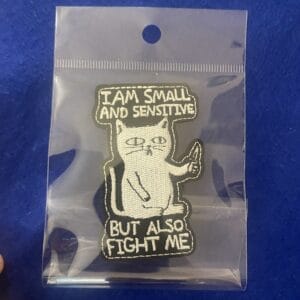 I AM SMALL
AND SENSITIVE
BUT ALSO
FIGHT ME